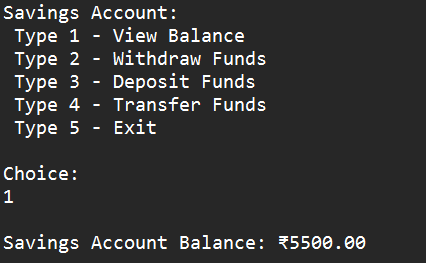 Savings Account:
Type 1 - View Balance
Type 2 - Withdraw Funds
Type 3 - Deposit Funds
Type 4 - Transfer Funds
Type 5 - Exit
Choice:
1
Savings Account Balance: ₹5500.00